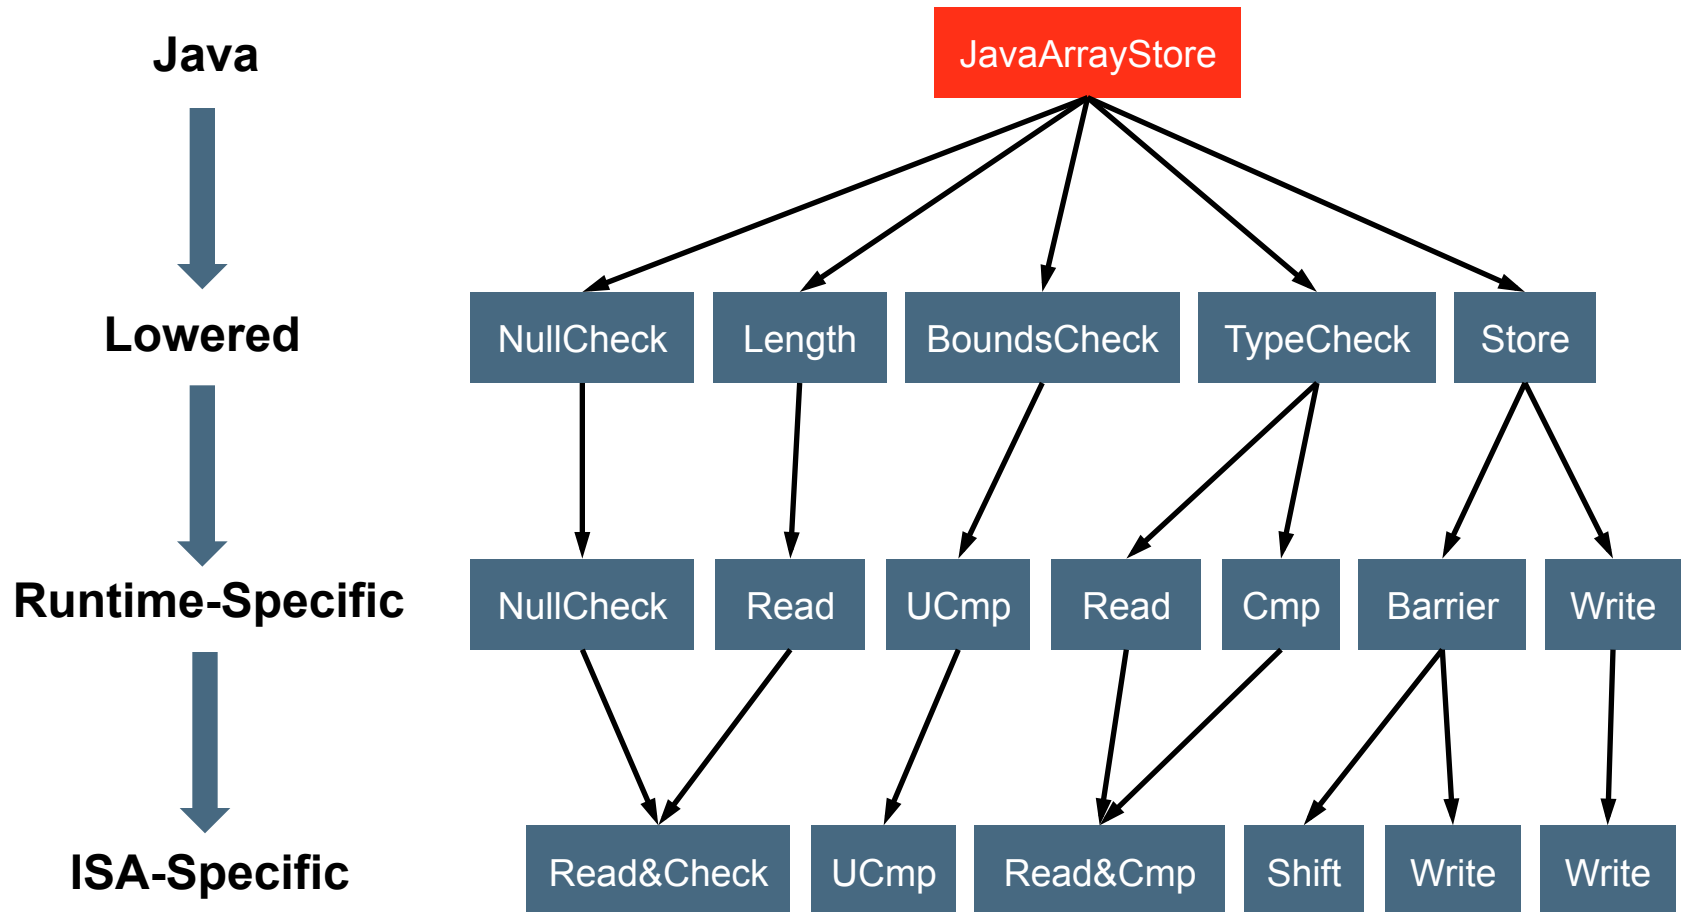 Java
JavaArrayStore
Lowered
NullCheck
Length
BoundsCheck
TypeCheck
Store
Runtime-Specific
NullCheck
Read
UCmp
Read
Cmp
Barrier
Write
ISA-Specific
Read&Check
UCmp
Read&Cmp
Shift
Write
Write